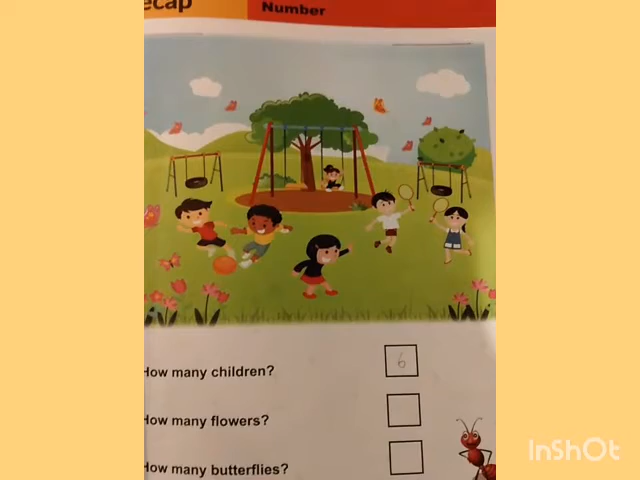 ecap
Number
How many children?
6
How many flowers?
How many butterflies?
InShOt